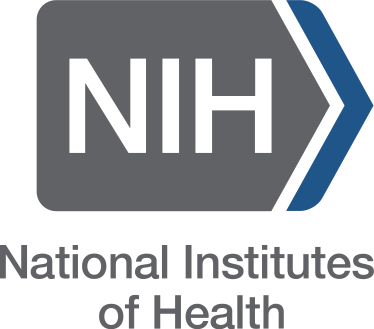 NIH
National Institutes
of Health